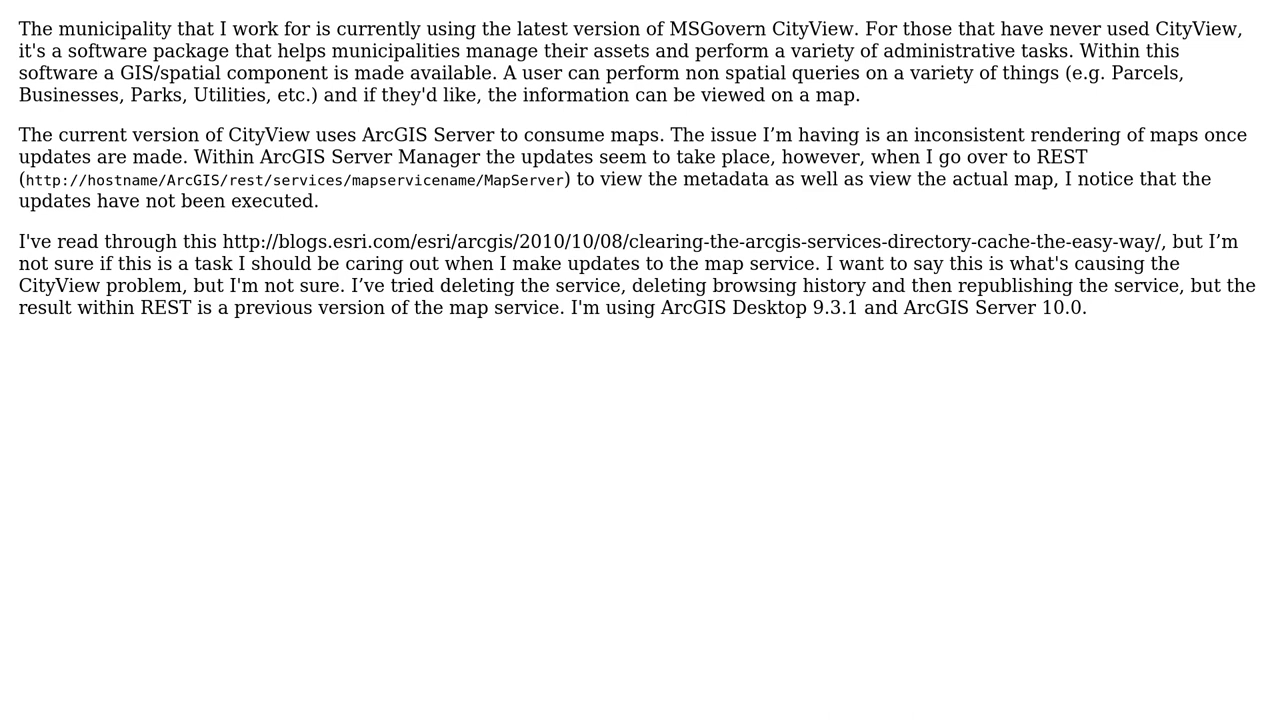 The municipality that I work for is currently using the latest version of MSGovern CityView. For those that have never used CityView,
it's a software package that helps municipalities manage their assets and perform a variety of administrative tasks. Within this
software a GIS/spatial component is made available. A user can perform non spatial queries on a variety of things (e.g. Parcels,
Businesses, Parks, Utilities, etc.) and if they'd like, the information can be viewed on a map.
The current version of CityView uses ArcGIS Server to consume maps. The issue I’m having is an inconsistent rendering of maps once
updates are made. Within ArcGIS Server Manager the updates seem to take place, however, when I go over to REST
(http://hostname/ArcGIS/rest/services/mapservicename/MapServer) to view the metadata as well as view the actual map, I notice that the
updates have not been executed.
I've read through this http://blogs.esri.com/esri/arcgis/2010/10/08/clearing-the-arcgis-services-directory-cache-the-easy-way/, but I’m
not sure if this is a task I should be caring out when I make updates to the map service. I want to say this is what's causing the
CityView problem, but I'm not sure. I’ve tried deleting the service, deleting browsing history and then republishing the service, but the
result within REST is a previous version of the map service. I'm using ArcGIS Desktop 9.3.1 and ArcGIS Server 10.0.